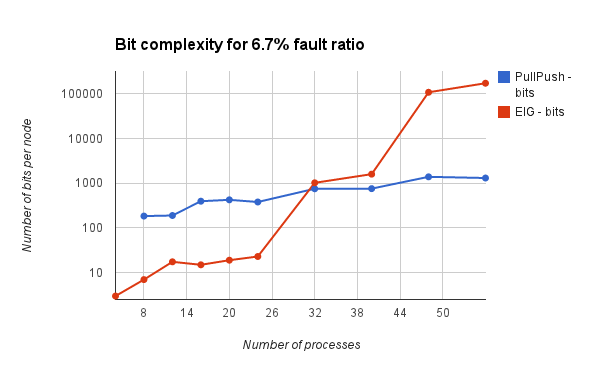 Bit complexity for 6.7% fault ratio
PullPush -
bits
EIG - bits
Number of bits per node
100000
10000
1000
100
10
8 14 20 26 32 38 44 50
Number of processes